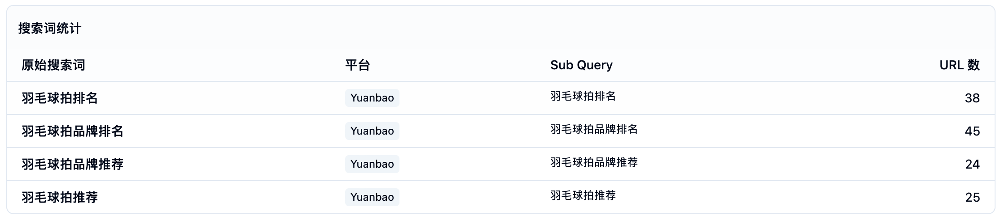 搜索词统计
原始搜索词 平台 Sub Query URL 数
羽毛球拍排名 Yuanbao 羽毛球拍排名 38
羽毛球拍品牌排名 Yuanbao 羽毛球拍品牌排名 45
羽毛球拍品牌推荐 Yuanbao 羽毛球拍品牌推荐 24
羽毛球拍推荐 Yuanbao 羽毛球拍推荐 25